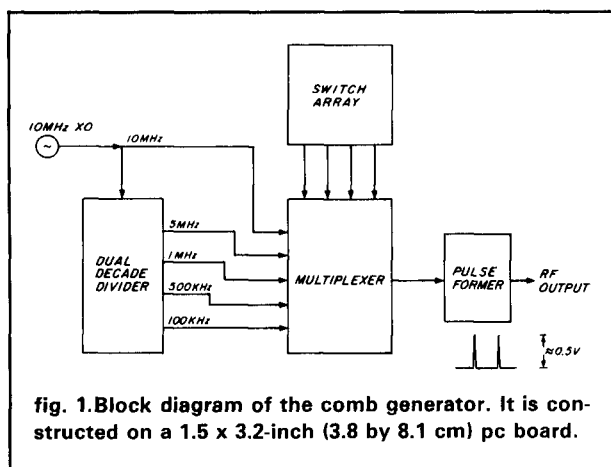 SWITCH
ARRAY
10MHz XO
10MHz
~
5MHz
1MHz
500KHz
100KHz
DUAL
DECADE
DIVIDER
MULTIPLEXER
PULSE
FORMER
RF
OUTPUT
≈0.5V
fig. 1.Block diagram of the comb generator. It is con-
structed on a 1.5 x 3.2-inch (3.8 by 8.1 cm) pc board.